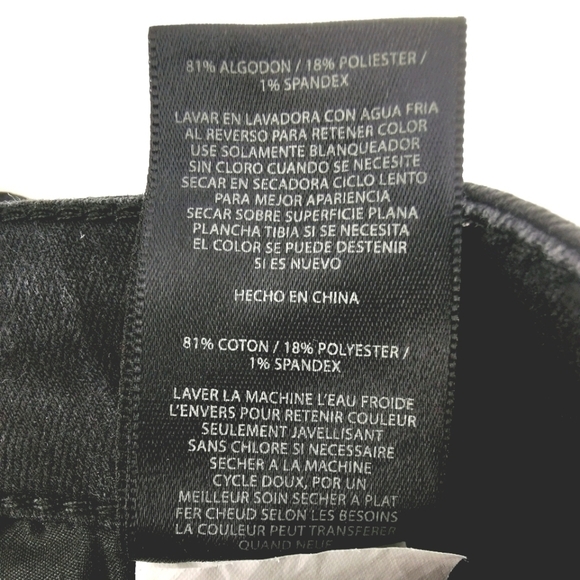 81% ALGODON / 18% POLIESTER /
1% SPANDEX
LAVAR EN LAVADORA CON AGUA FRIA
AL REVERSO PARA RETENER COLOR
USE SOLAMENTE BLANQUEADOR
SIN CLORO CUANDO SE NECESITE
SECAR EN SECADORA CICLO LENTO
PARA MEJOR APARIENCIA
SECAR SOBRE SUPERFICIE PLANA
PLANCHA TIBIA SI SE NECESITA
EL COLOR SE PUEDE DESTENIR
SI ES NUEVO
HECHO EN CHINA
81% COTON / 18% POLYESTER /
1% SPANDEX
LAVER LA MACHINE L'EAU FROIDE
L'ENVERS POUR RETENIR COULEUR
SEULEMENT JAVELLISANT
SANS CHLORE SI NECESSAIRE
SECHER A LA MACHINE
CYCLE DOUX, POR UN
MEILLEUR SOIN SECHER A PLAT
FER CHEUD SELON LES BESOINS
LA COULEUR PEUT TRANSFERER
QUAND NEUF